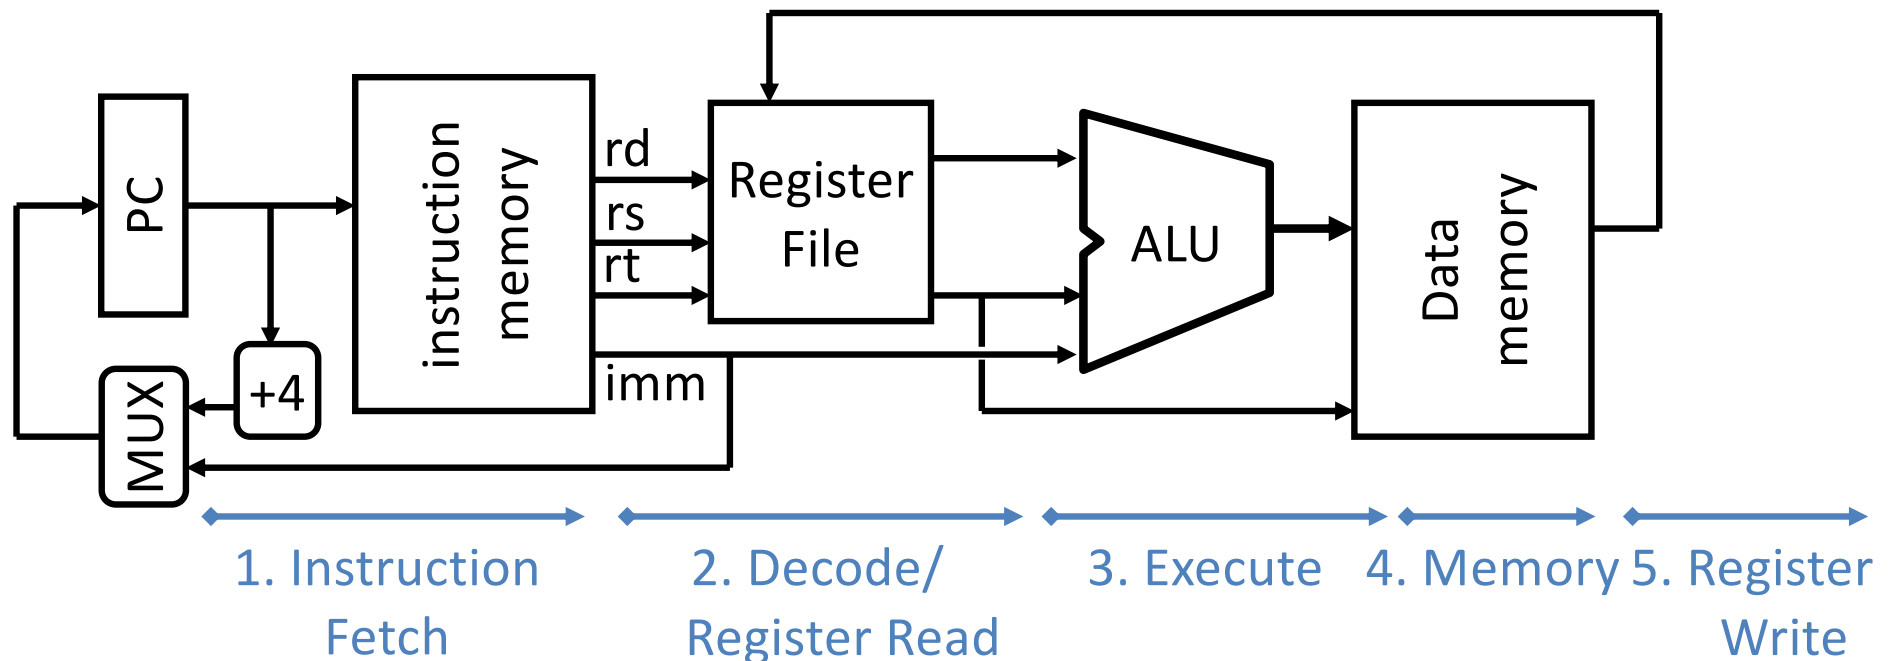 PC
instruction
memory
rd
rs
rt
imm
Register
File
ALU
Data
memory
+4
MUX
1. Instruction
Fetch
2. Decode/
Register Read
3. Execute
4. Memory
5. Register
Write